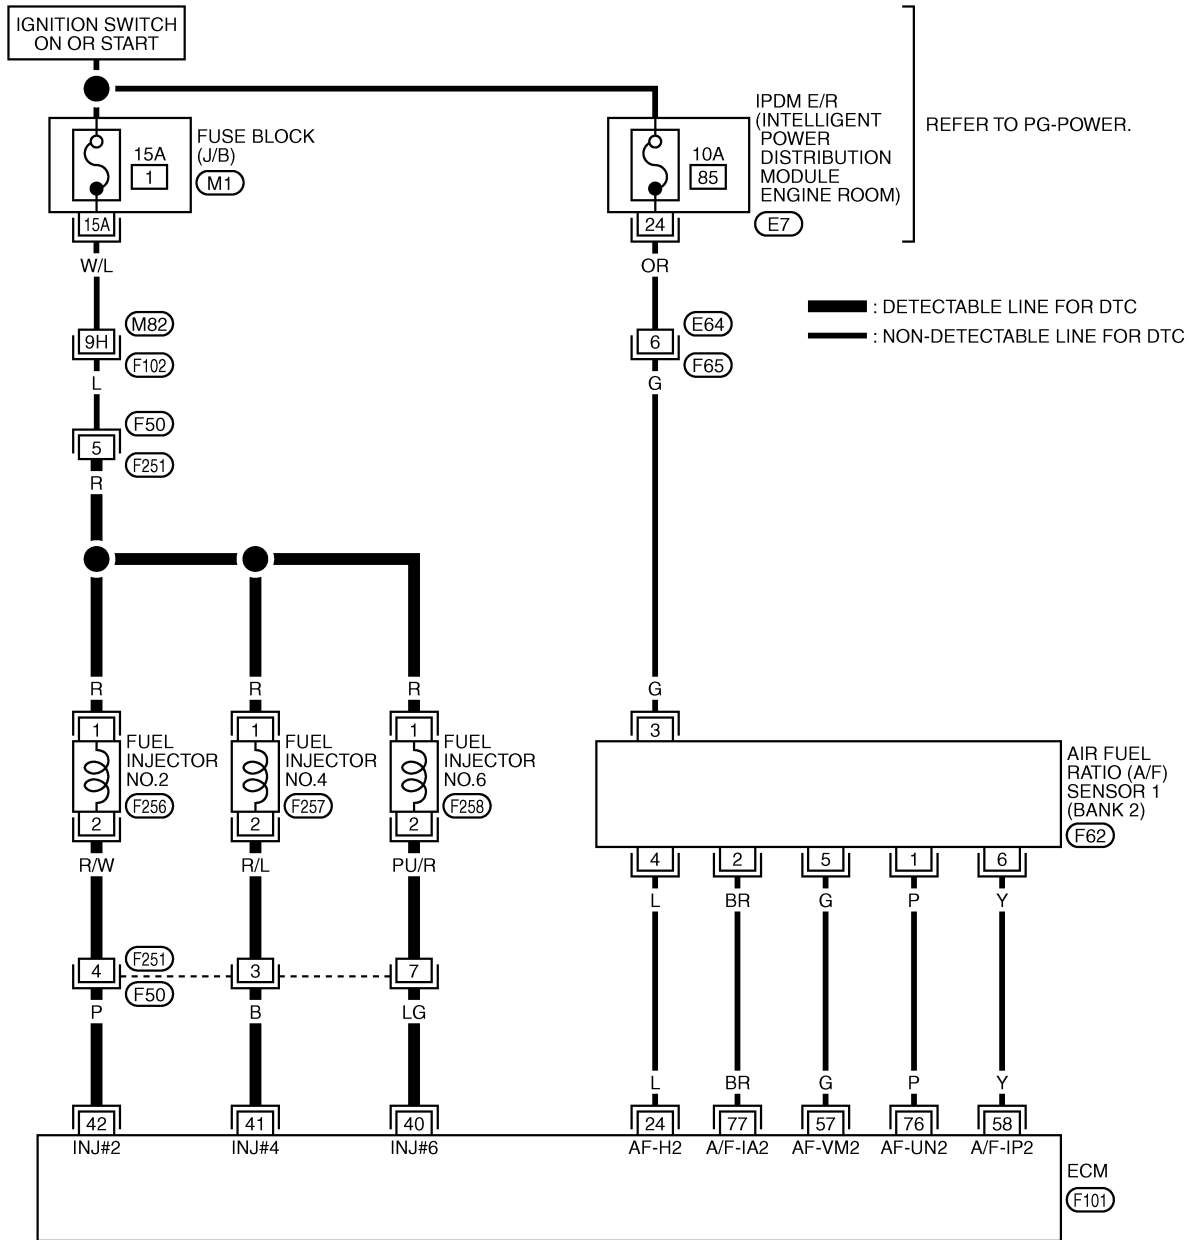 IGNITION SWITCH
ON OR START
FUSE BLOCK
(J/B)
M1
15A
1
15A
IPDM E/R
(INTELLIGENT
POWER
DISTRIBUTION
MODULE
ENGINE ROOM)
E7
10A
85
24
REFER TO PG-POWER.
W/L
OR
9H
M82
F102
6
E64
F65
: DETECTABLE LINE FOR DTC
: NON-DETECTABLE LINE FOR DTC
L
G
5
F50
F251
R
R
R
R
G
1
1
1
3
FUEL
INJECTOR
NO.2
F256
FUEL
INJECTOR
NO.4
F257
FUEL
INJECTOR
NO.6
F258
AIR FUEL
RATIO (A/F)
SENSOR 1
(BANK 2)
F62
2
2
2
4
2
5
1
6
R/W
R/L
PU/R
L
BR
G
P
Y
4
F251
F50
3
7
P
B
LG
L
BR
G
P
Y
42
41
40
24
77
57
76
58
INJ#2
INJ#4
INJ#6
AF-H2
A/F-IA2
AF-VM2
AF-UN2
A/F-IP2
ECM
F101